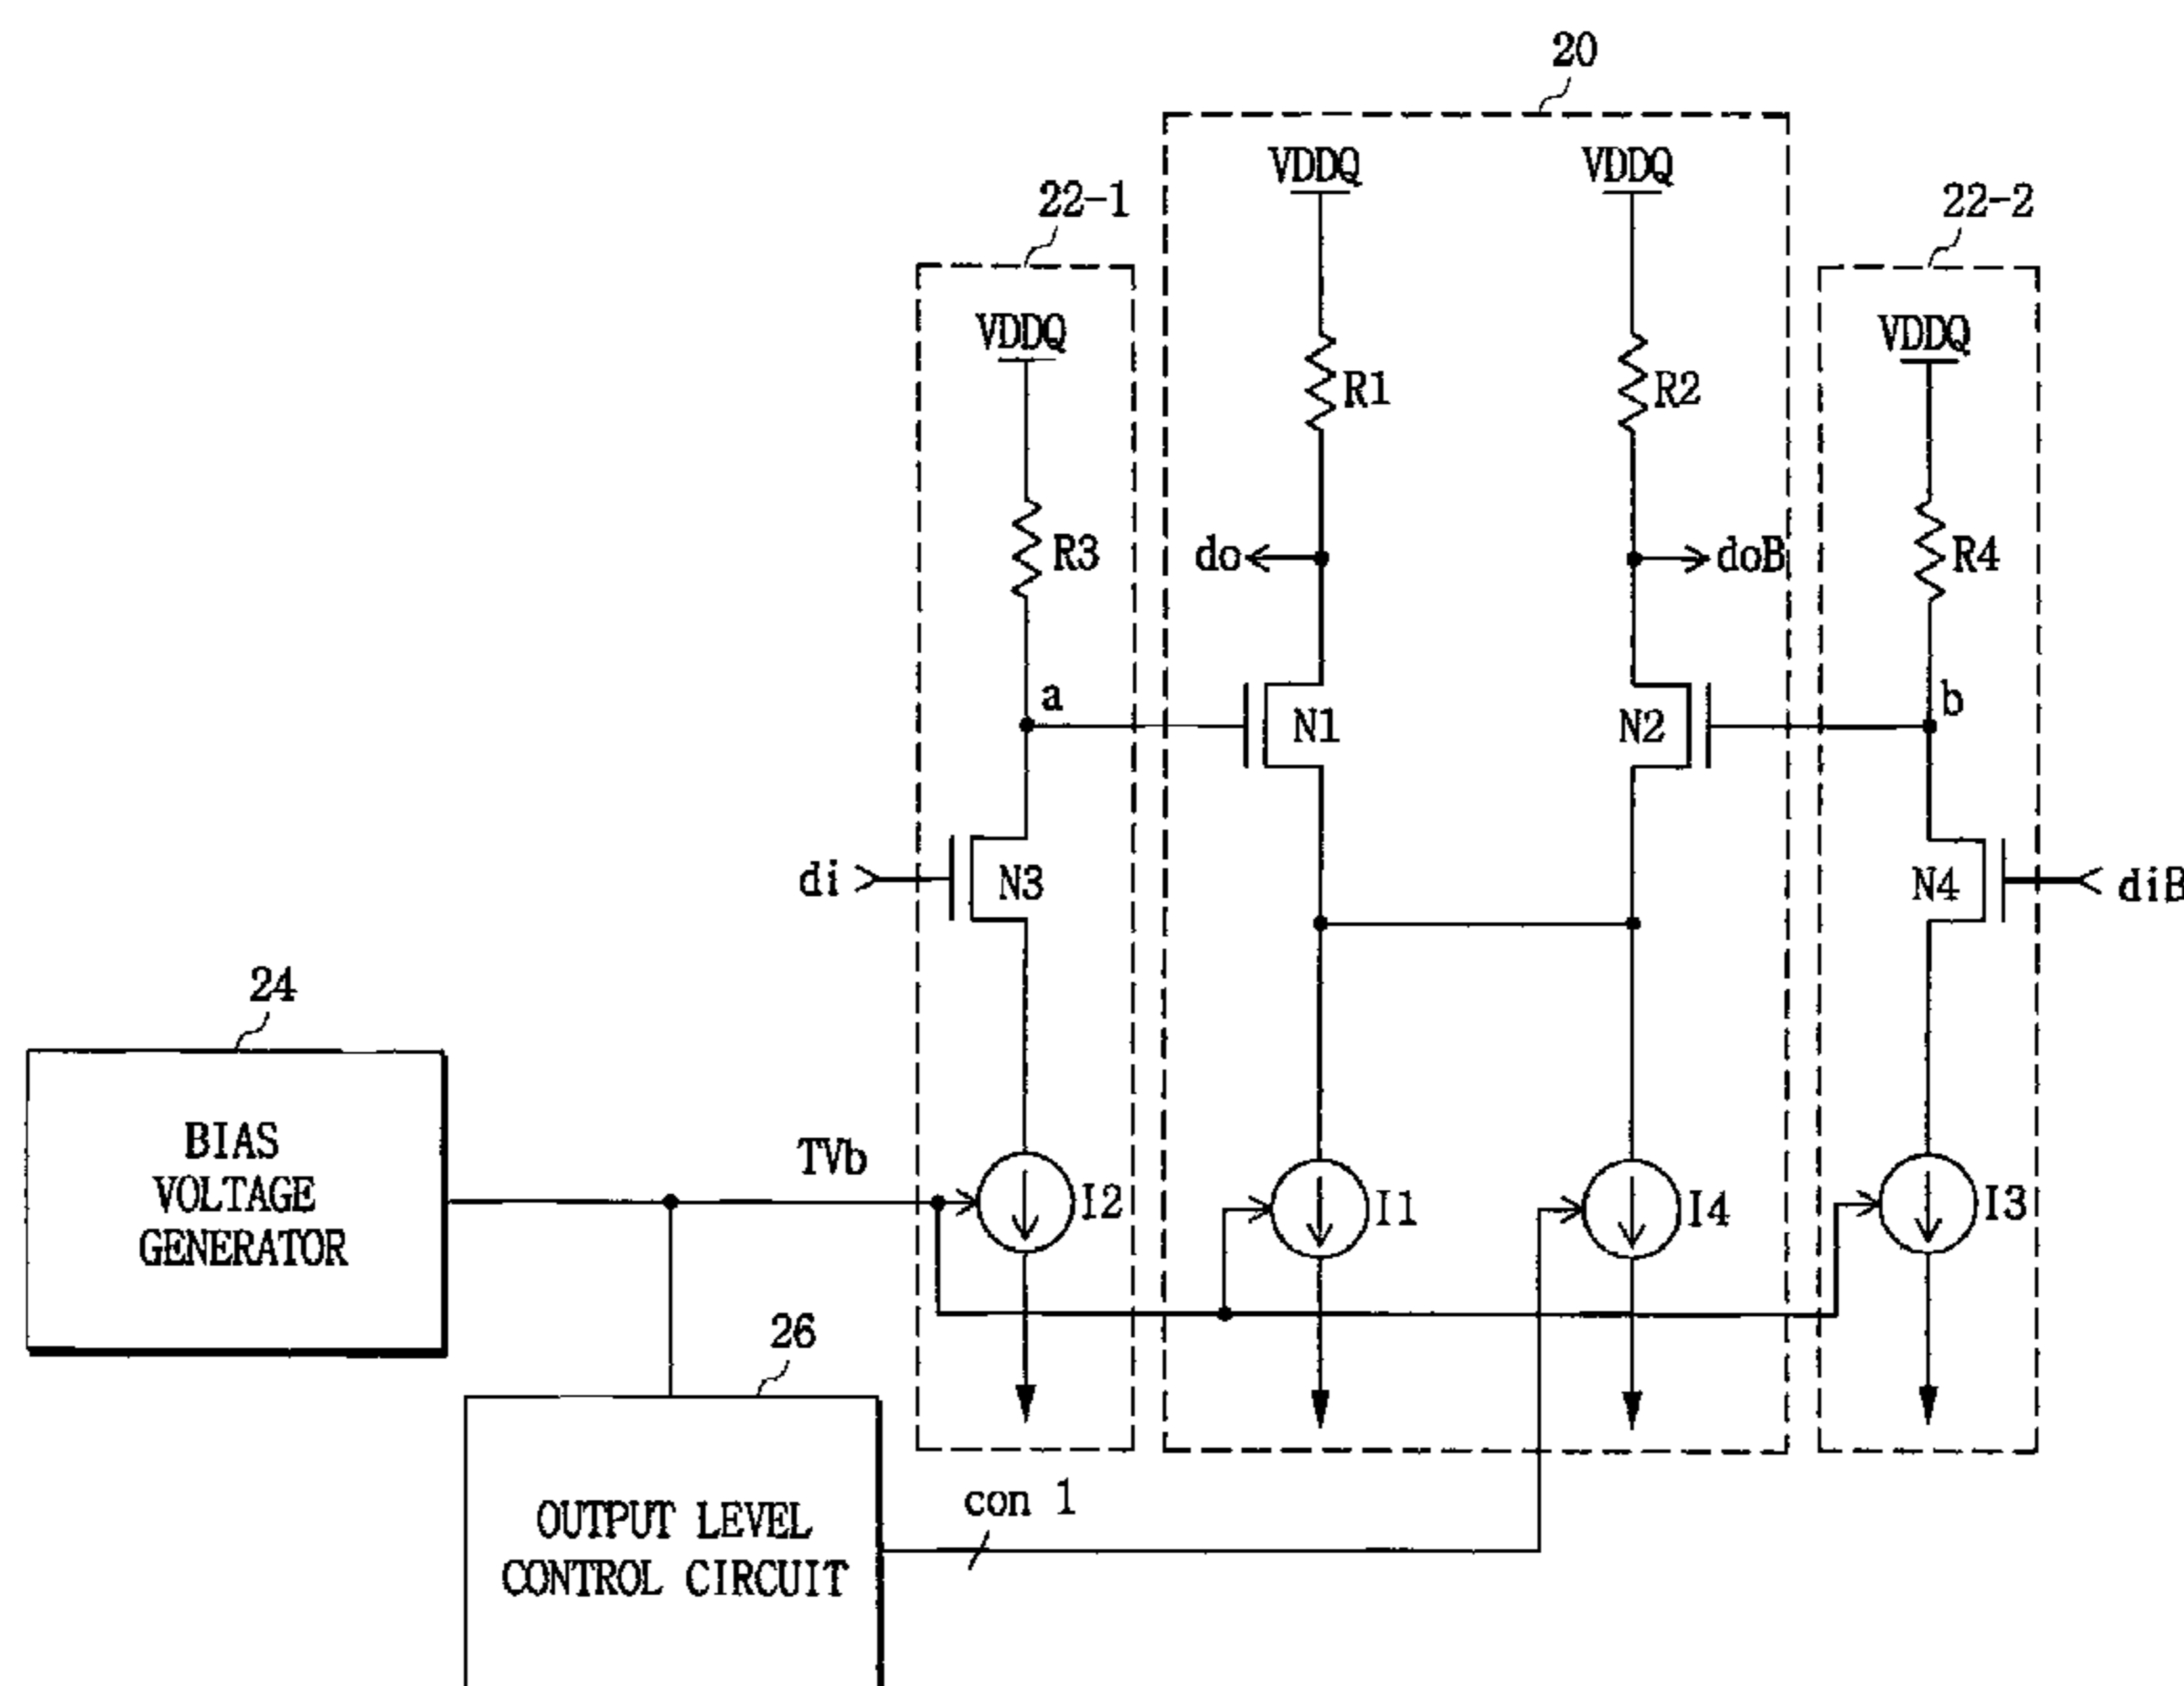 20
VDDQ
VDDQ
22-1
22-2
VDDQ
VDDQ
R1
R2
R3
do
doB
R4
a
b
N1
N2
di
N3
N4
diB
24
BIAS
VOLTAGE
GENERATOR
TVb
I2
I1
I4
I3
26
con 1
OUTPUT LEVEL
CONTROL CIRCUIT